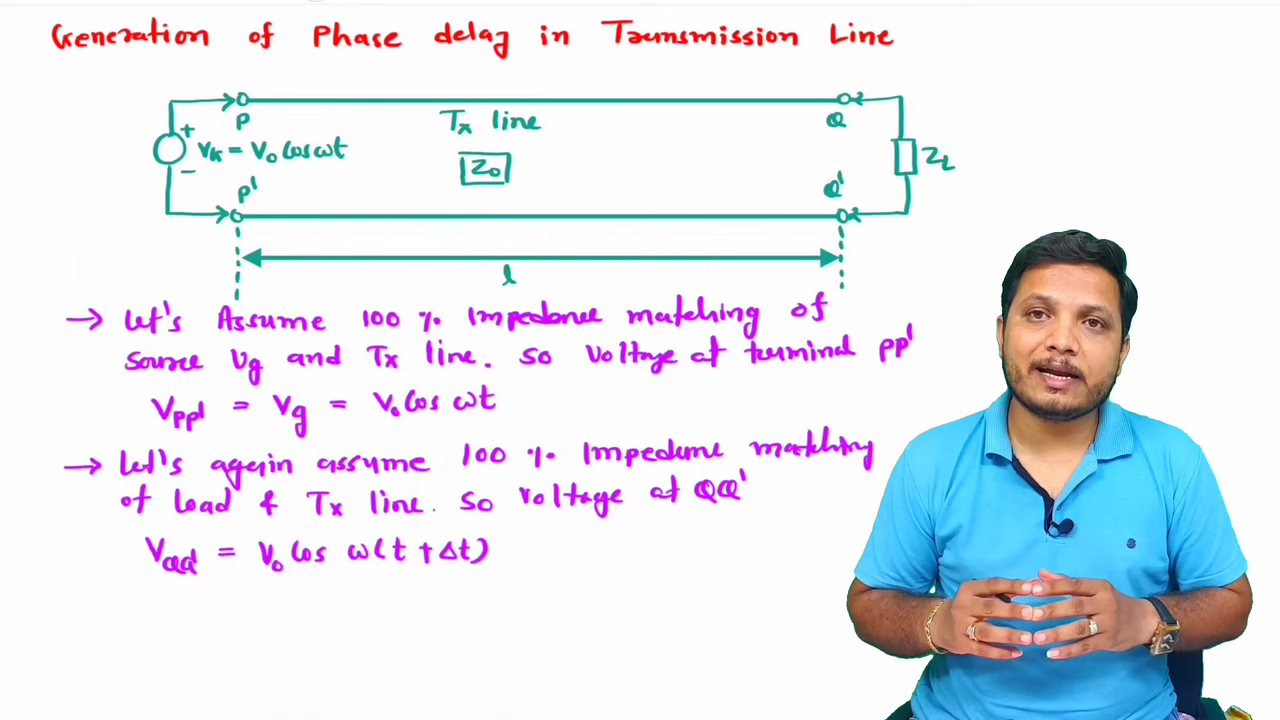 Generation of Phase delay in Transmission Line
P
Tx line
Q
+
Vg = V₀ Cos ωt
Z₀
ZL
-
P'
Q'
l
→ Let's Assume 100 % Impedance matching of
source Vg and Tx line. so voltage at terminal pp'
Vpp' = Vg = V₀ Cos ωt
→ Let's again assume 100 % Impedance matching
of Load & Tx line. so voltage at QQ'
VQQ' = V₀ Cos ω(t + Δt)